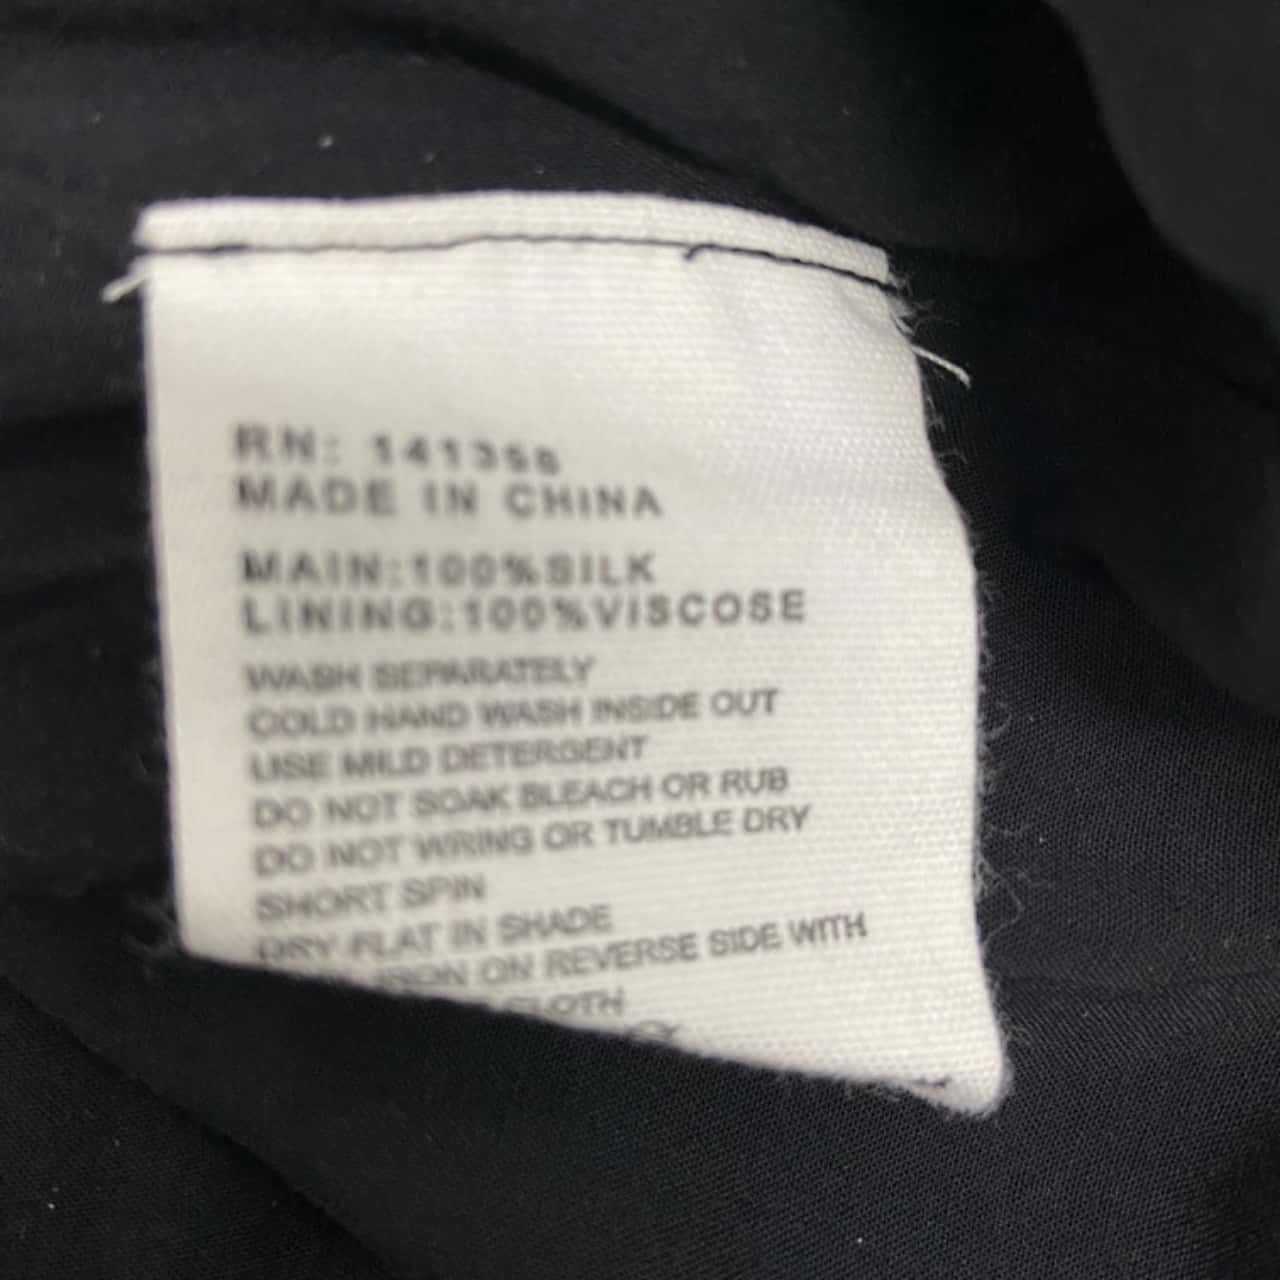 RN: 141356
MADE IN CHINA
MAIN:100%SILK
LINING:100%VISCOSE
WASH SEPARATELY
COLD HAND WASH INSIDE OUT
USE MILD DETERGENT
DO NOT SOAK BLEACH OR RUB
DO NOT WRING OR TUMBLE DRY
SHORT SPIN
DRY FLAT IN SHADE
IRON ON REVERSE SIDE WITH
CLOTH